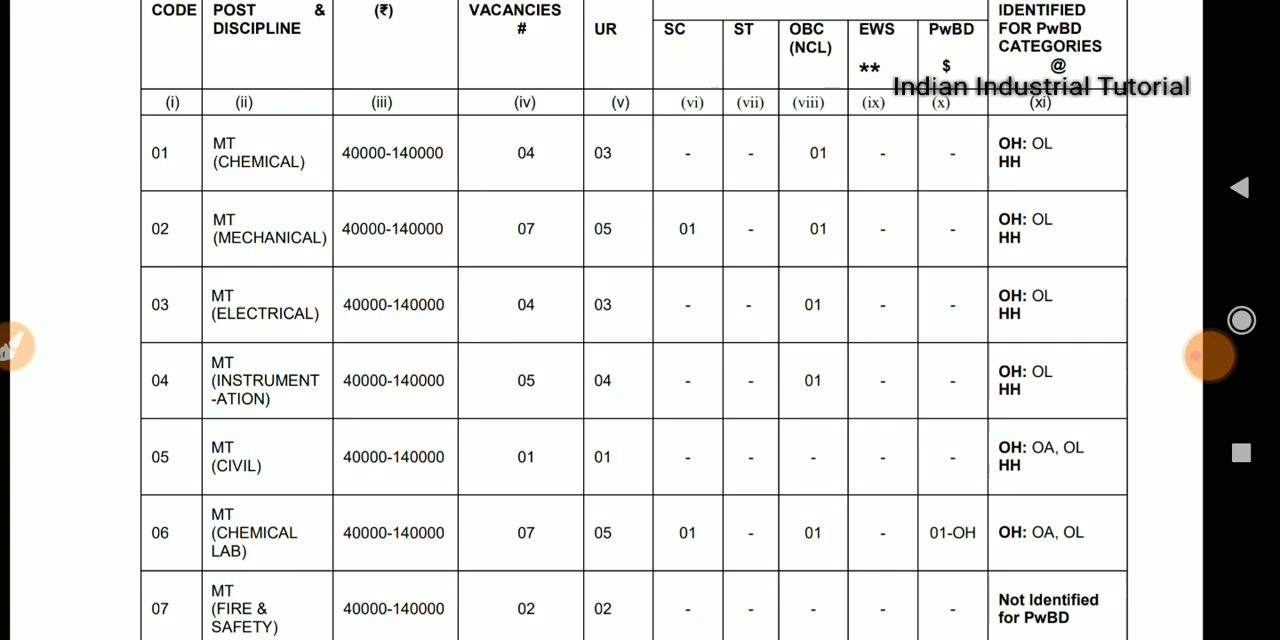 CODE POST & DISCIPLINE (₹) VACANCIES # UR SC ST OBC (NCL) EWS ** PwBD $ IDENTIFIED FOR PwBD CATEGORIES @
Indian Industrial Tutorial
(i) (ii) (iii) (iv) (v) (vi) (vii) (viii) (ix) (x) (xi)
01 MT (CHEMICAL) 40000-140000 04 03 - - 01 - - OH: OL HH
02 MT (MECHANICAL) 40000-140000 07 05 01 - 01 - - OH: OL HH
03 MT (ELECTRICAL) 40000-140000 04 03 - - 01 - - OH: OL HH
04 MT (INSTRUMENT -ATION) 40000-140000 05 04 - - 01 - - OH: OL HH
05 MT (CIVIL) 40000-140000 01 01 - - - - - OH: OA, OL HH
06 MT (CHEMICAL LAB) 40000-140000 07 05 01 - 01 - 01-OH OH: OA, OL
07 MT (FIRE & SAFETY) 40000-140000 02 02 - - - - - Not Identified for PwBD